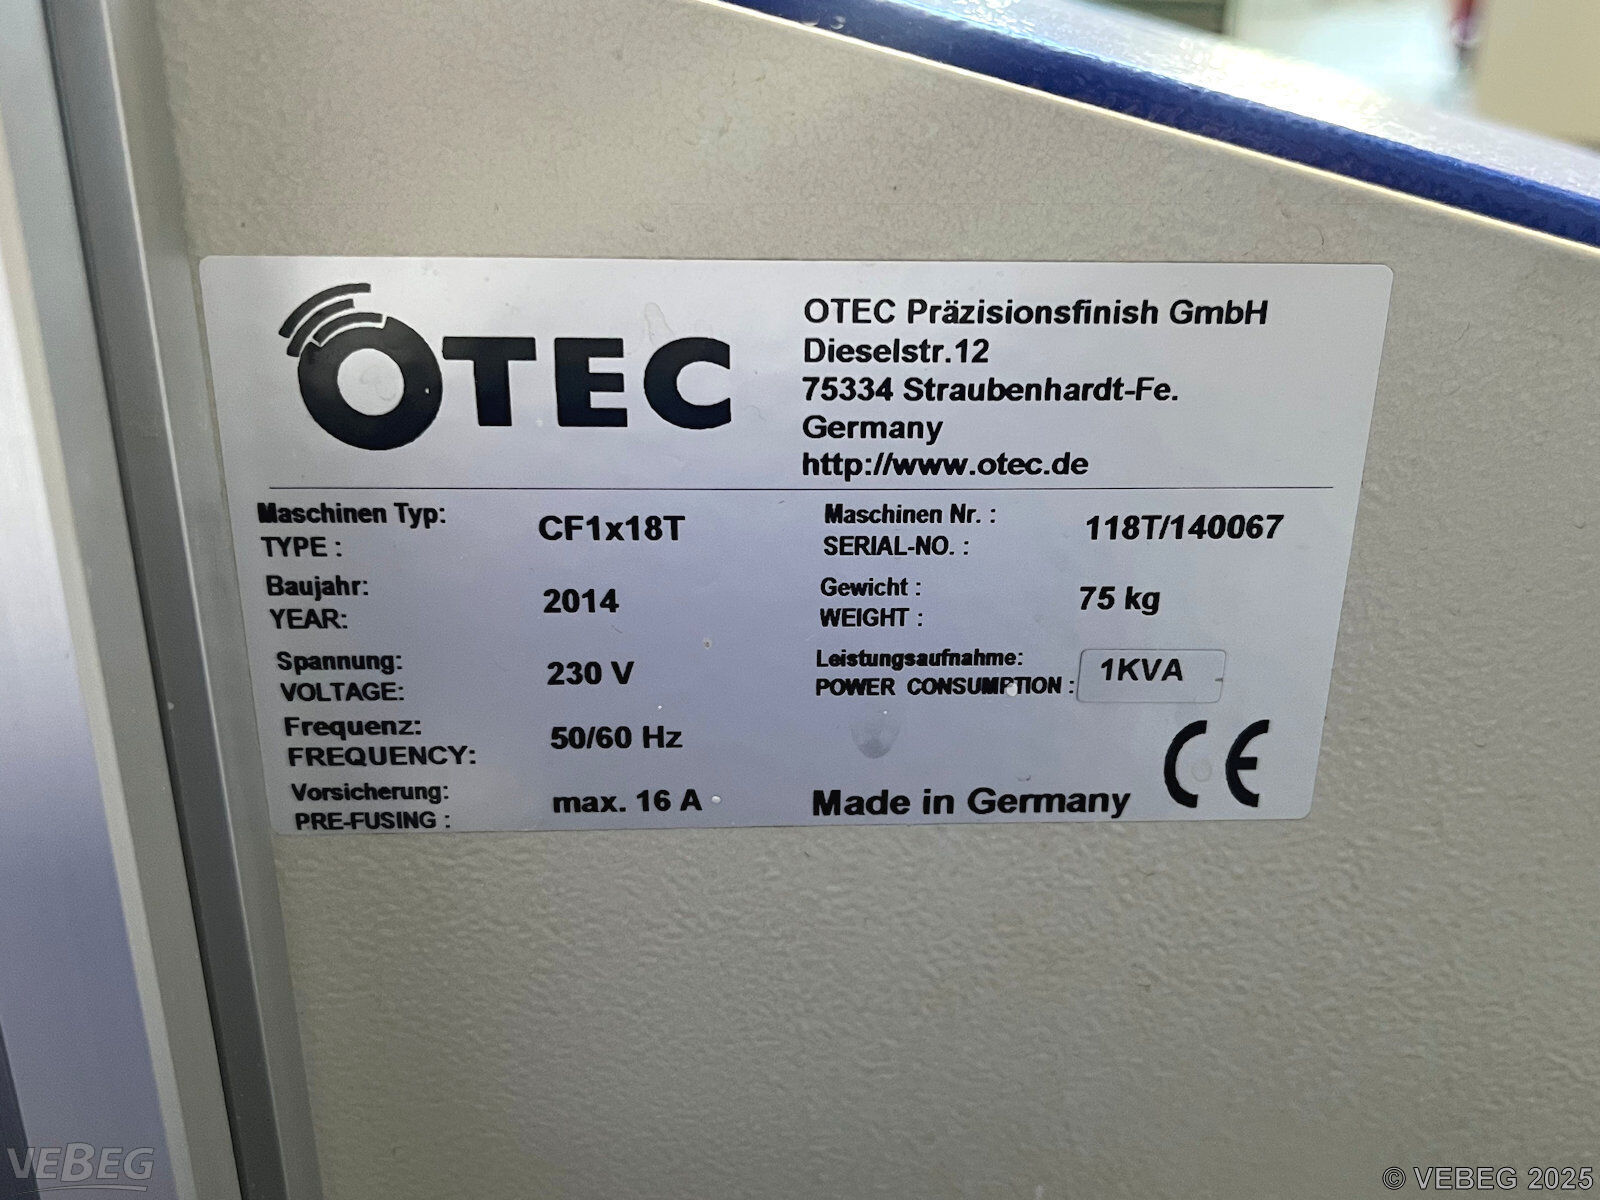 OTEC
OTEC Präzisionsfinish GmbH
Dieselstr.12
75334 Straubenhardt-Fe.
Germany
http://www.otec.de
Maschinen Typ:
TYPE :
CF1x18T
Maschinen Nr. :
SERIAL-NO. :
118T/140067
Baujahr:
YEAR:
2014
Gewicht :
WEIGHT :
75 kg
Spannung:
VOLTAGE:
230 V
Leistungsaufnahme:
POWER CONSUMPTION :
1KVA
Frequenz:
FREQUENCY:
50/60 Hz
Vorsicherung:
PRE-FUSING :
max. 16 A
Made in Germany
CE
VEBEG
© VEBEG 2025